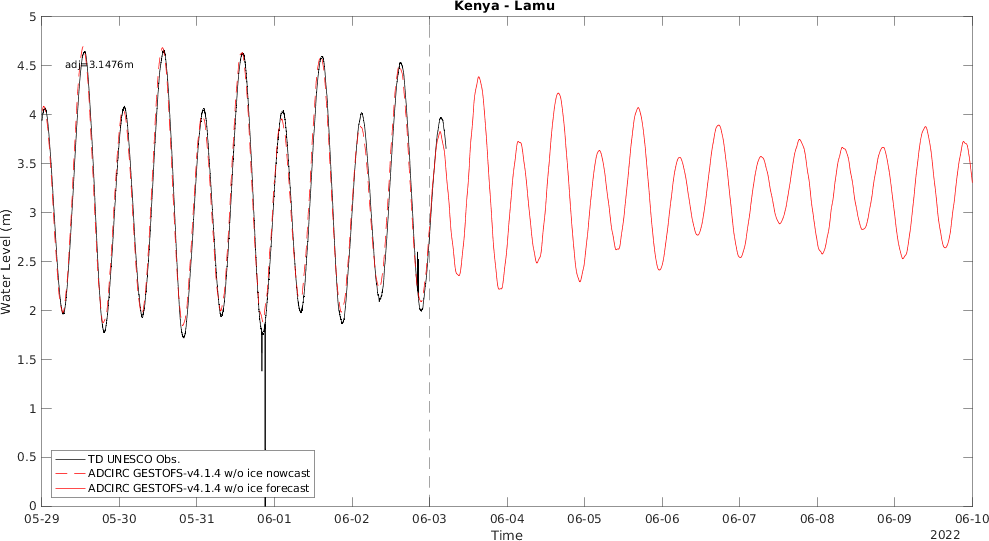 Kenya - Lamu
adj=3.1476m
Water Level (m)
5
4.5
4
3.5
3
2.5
2
1.5
1
0.5
0
TD UNESCO Obs.
ADCIRC GESTOFS-v4.1.4 w/o ice nowcast
ADCIRC GESTOFS-v4.1.4 w/o ice forecast
05-29 05-30 05-31 06-01 06-02 06-03 06-04 06-05 06-06 06-07 06-08 06-09 06-10
Time
2022